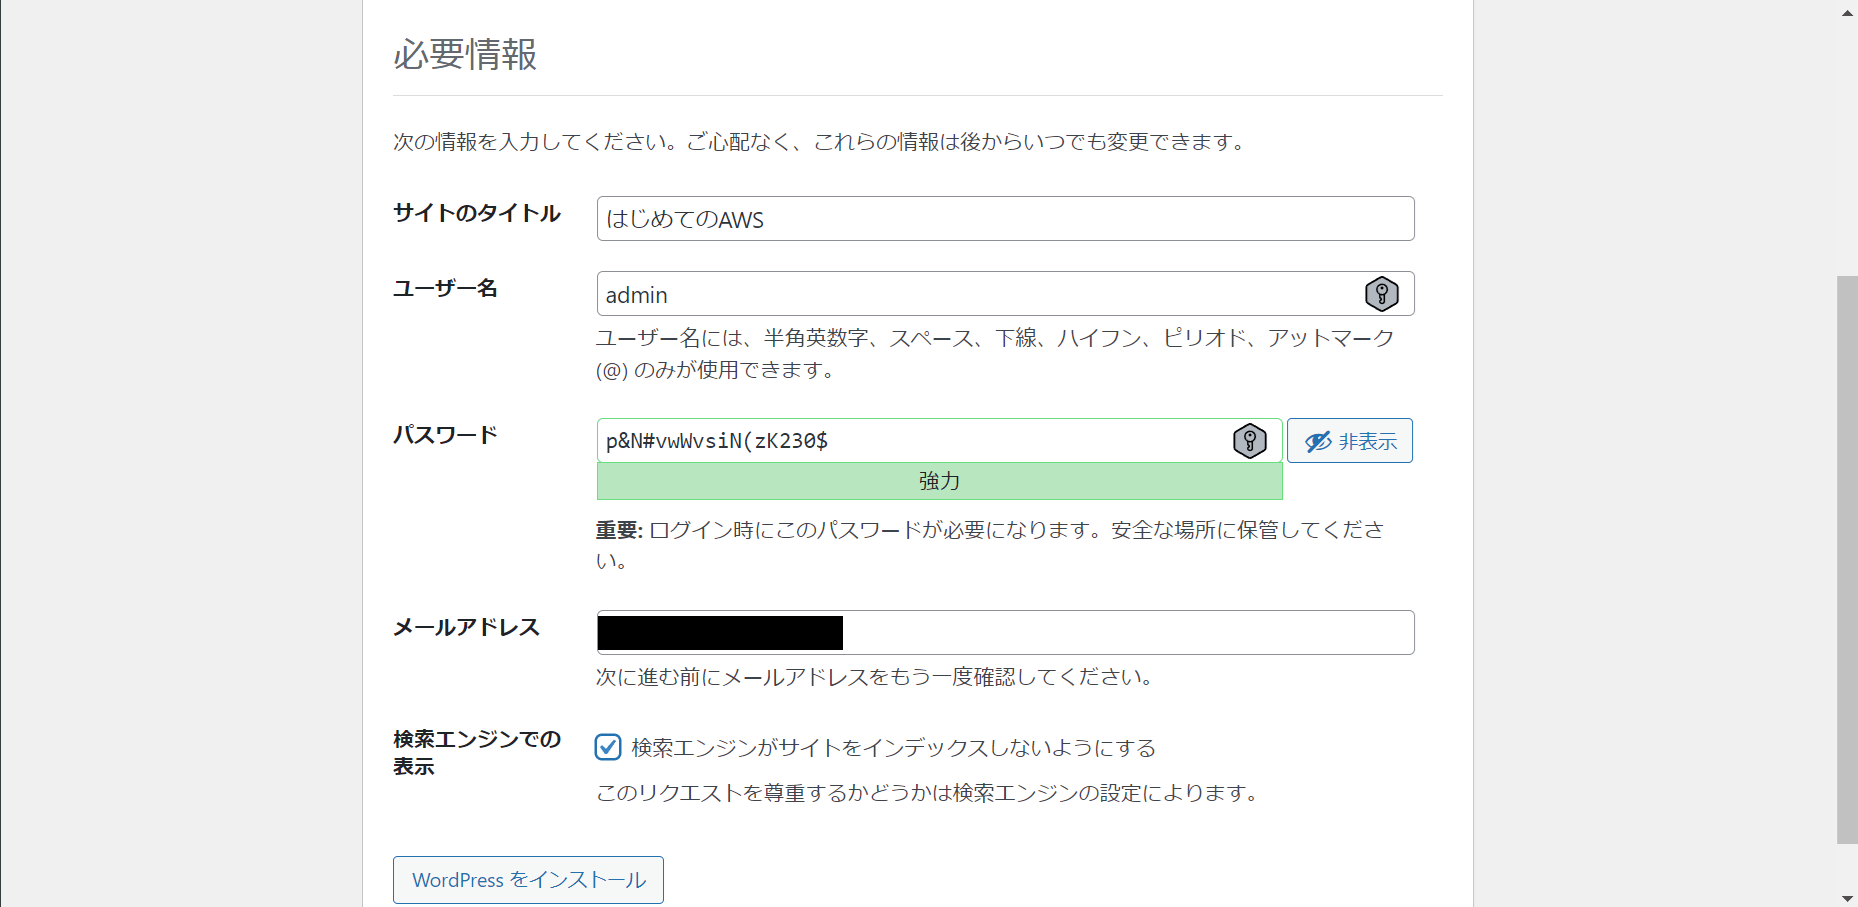 必要情報
次の情報を入力してください。ご心配なく、これらの情報は後からいつでも変更できます。
サイトのタイトル
はじめてのAWS
ユーザー名
admin
ユーザー名には、半角英数字、スペース、下線、ハイフン、ピリオド、アットマーク
(@) のみが使用できます。
パスワード
p&N#vwWvsiN(zK230$
非表示
強力
重要: ログイン時にこのパスワードが必要になります。安全な場所に保管してくださ
い。
メールアドレス
次に進む前にメールアドレスをもう一度確認してください。
検索エンジンでの
表示
検索エンジンがサイトをインデックスしないようにする
このリクエストを尊重するかどうかは検索エンジンの設定によります。
WordPress をインストール